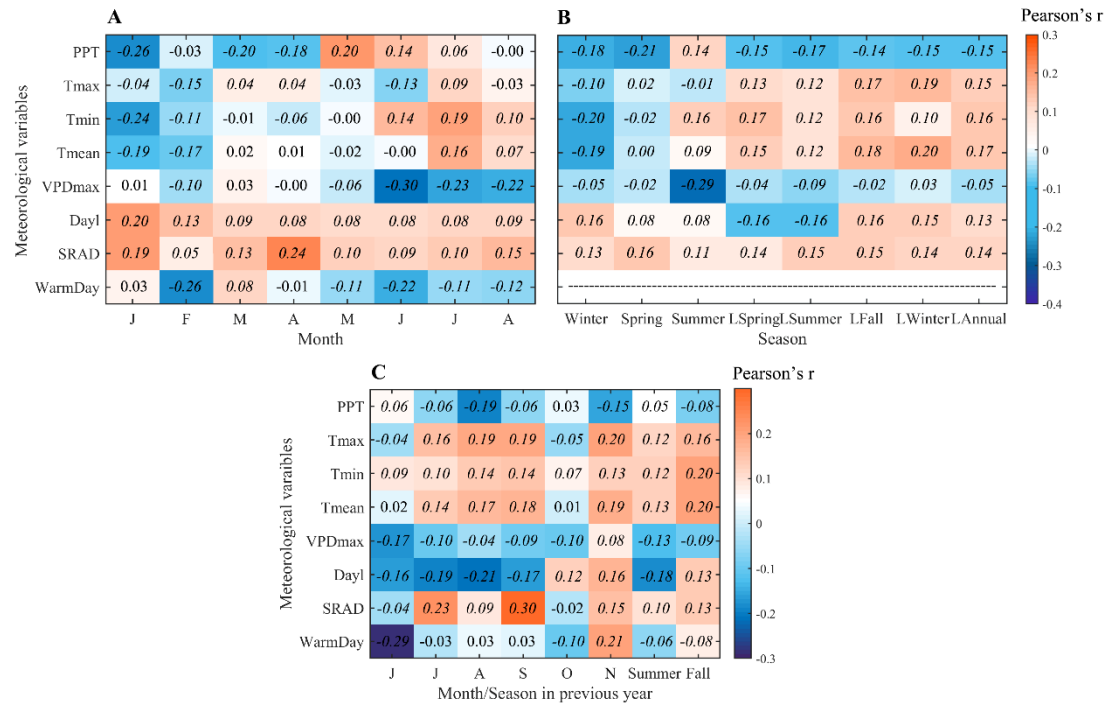 A
PPT -0.26 -0.03 -0.20 -0.18 0.20 0.14 0.06 -0.00
Tmax -0.04 -0.15 0.04 0.04 -0.03 -0.13 0.09 -0.03
Tmin -0.24 -0.11 -0.01 -0.06 -0.00 0.14 0.19 0.10
Tmean -0.19 -0.17 0.02 0.01 -0.02 -0.00 0.16 0.07
VPDmax 0.01 -0.10 0.03 -0.00 -0.06 -0.30 -0.23 -0.22
Dayl 0.20 0.13 0.09 0.08 0.08 0.08 0.08 0.09
SRAD 0.19 0.05 0.13 0.24 0.10 0.09 0.10 0.15
WarmDay 0.03 -0.26 0.08 -0.01 -0.11 -0.22 -0.11 -0.12
J F M A M J J A
Month
Meteorological variables
B
Pearson's r
-0.18 -0.21 0.14 -0.15 -0.17 -0.14 -0.15 -0.15
-0.10 0.02 -0.01 0.13 0.12 0.17 0.19 0.15
-0.20 -0.02 0.16 0.17 0.12 0.16 0.10 0.16
-0.19 0.00 0.09 0.15 0.12 0.18 0.20 0.17
-0.05 -0.02 -0.29 -0.04 -0.09 -0.02 0.03 -0.05
0.16 0.08 0.08 -0.16 -0.16 0.16 0.15 0.13
0.13 0.16 0.11 0.14 0.15 0.15 0.14 0.14
Winter Spring Summer LSpring LSummer LFall LWinter LAnnual
Season
0.3
0.2
0.1
0
-0.1
-0.2
-0.3
-0.4
C
Pearson's r
PPT 0.06 -0.06 -0.19 -0.06 0.03 -0.15 0.05 -0.08
Tmax -0.04 0.16 0.19 0.19 -0.05 0.20 0.12 0.16
Tmin 0.09 0.10 0.14 0.14 0.07 0.13 0.12 0.20
Tmean 0.02 0.14 0.17 0.18 0.01 0.19 0.13 0.20
VPDmax -0.17 -0.10 -0.04 -0.09 -0.10 0.08 -0.13 -0.09
Dayl -0.16 -0.19 -0.21 -0.17 0.12 0.16 -0.18 0.13
SRAD -0.04 0.23 0.09 0.30 -0.02 0.15 0.10 0.13
WarmDay -0.29 -0.03 0.03 0.03 -0.10 0.21 -0.06 -0.08
J J A S O N Summer Fall
Month/Season in previous year
Meteorological varaibles
0.2
0.1
0
-0.1
-0.2
-0.3